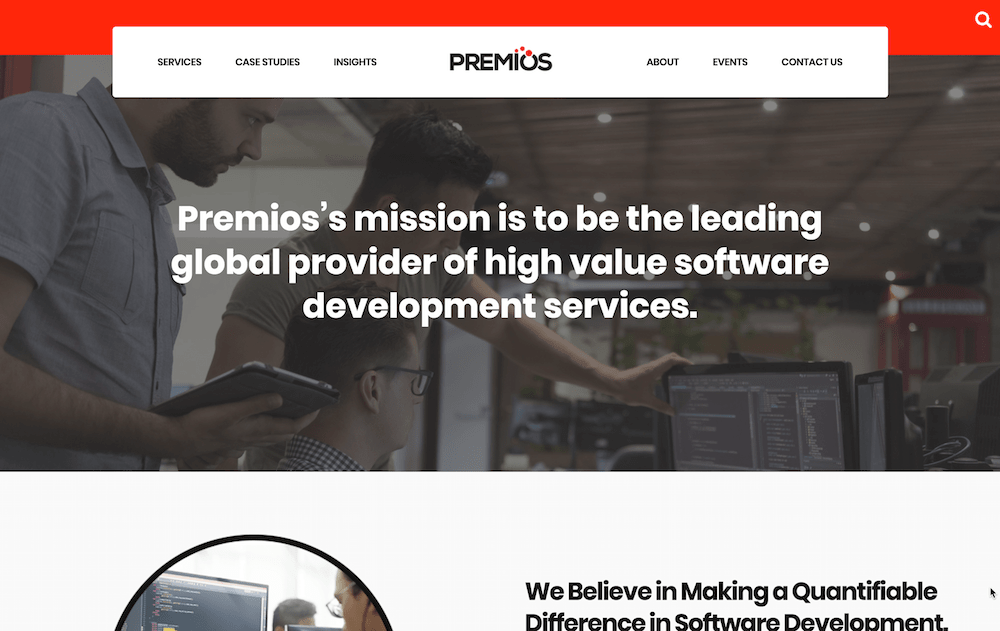 SERVICES CASE STUDIES INSIGHTS PREMIOS ABOUT EVENTS CONTACT US
Premios’s mission is to be the leading
global provider of high value software
development services.
We Believe in Making a Quantifiable
Difference in Software Development.